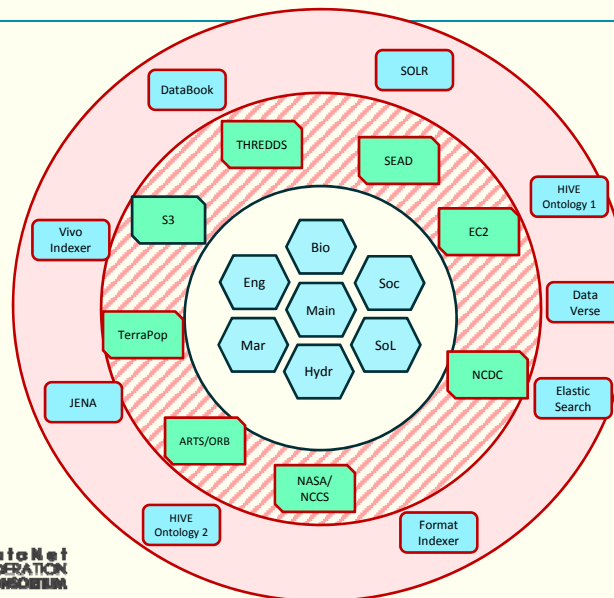 SOLR
DataBook
THREDDS
SEAD
HIVE
Ontology 1
S3
EC2
Vivo
Indexer
Bio
Eng
Soc
Data
Verse
Main
TerraPop
Mar
SoL
Hydr
NCDC
Elastic
Search
JENA
ARTS/ORB
NASA/
NCCS
HIVE
Ontology 2
Format
Indexer